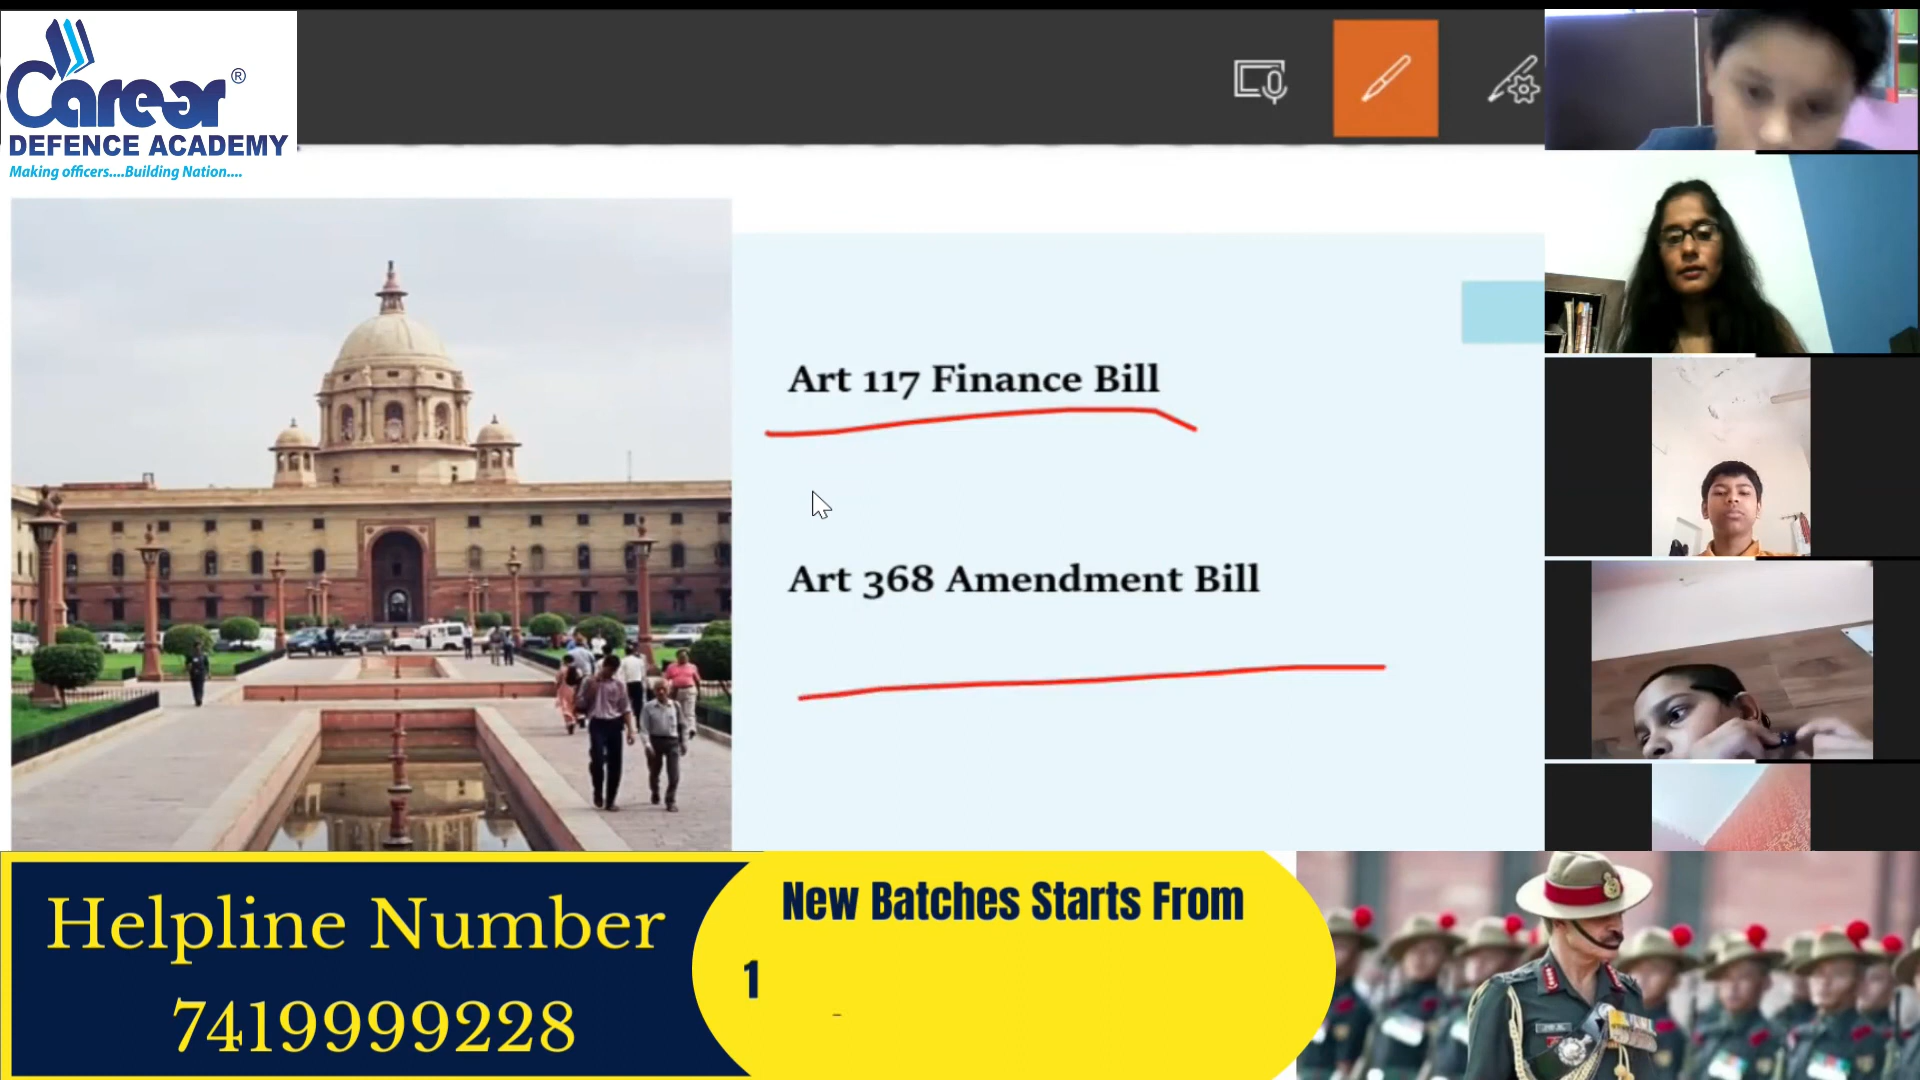 Carear®
DEFENCE ACADEMY
Making officers....Building Nation....
Art 117 Finance Bill
Art 368 Amendment Bill
Helpline Number
7419999228
New Batches Starts From
1